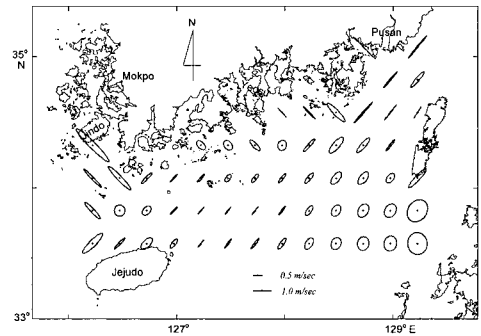 N
Pusan
35°
N
Mokpo
Jindo
Jejudo
0.5 m/sec
1.0 m/sec
33°
127°
129° E